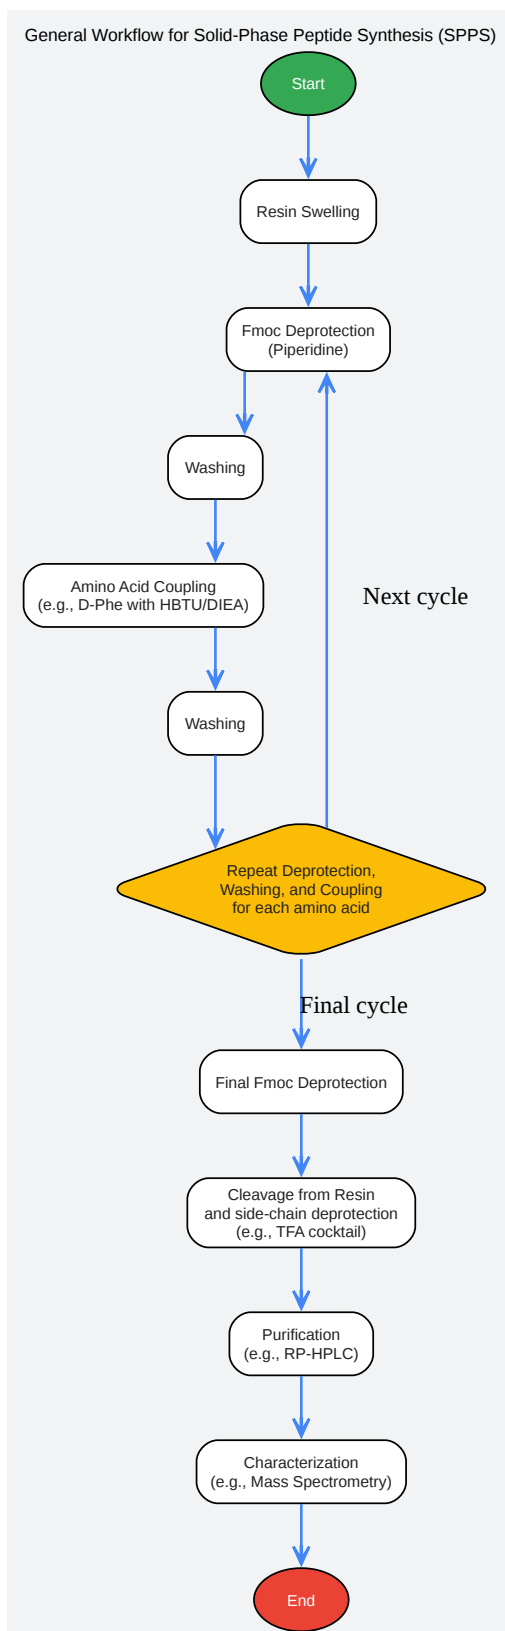 General Workflow for Solid-Phase Peptide Synthesis (SPPS)
Start
Resin Swelling
Fmoc Deprotection
(Piperidine)
Washing
Amino Acid Coupling
(e.g., D-Phe with HBTU/DIEA)
Next cycle
Washing
Repeat Deprotection,
Washing, and Coupling
for each amino acid
Final cycle
Final Fmoc Deprotection
Cleavage from Resin
and side-chain deprotection
(e.g., TFA cocktail)
Purification
(e.g., RP-HPLC)
Characterization
(e.g., Mass Spectrometry)
End